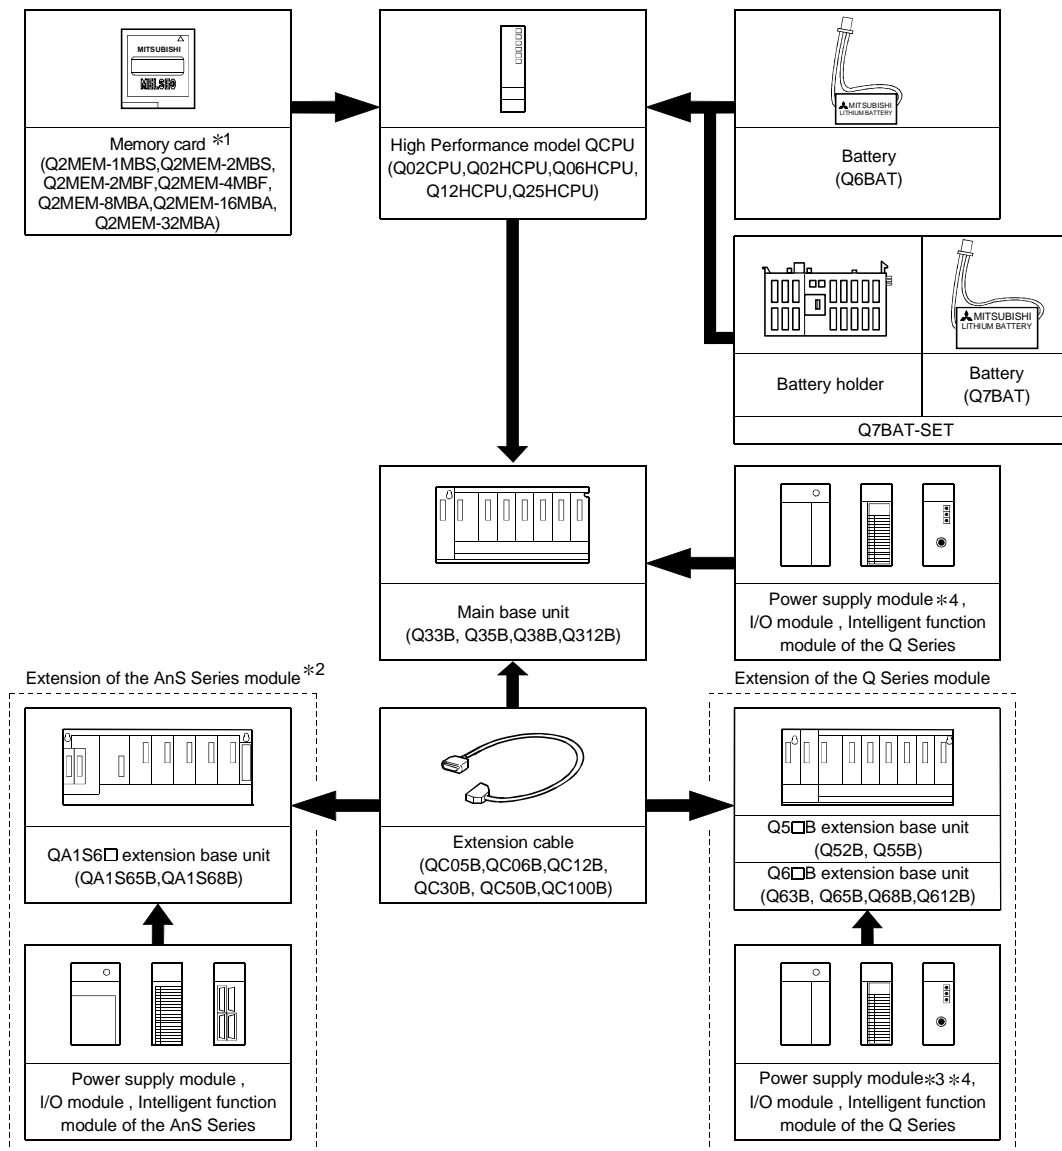 MITSUBISHI
MELSEC
Memory card *1
(Q2MEM-1MBS,Q2MEM-2MBS,
Q2MEM-2MBF,Q2MEM-4MBF,
Q2MEM-8MBA,Q2MEM-16MBA,
Q2MEM-32MBA)
High Performance model QCPU
(Q02CPU,Q02HCPU,Q06HCPU,
Q12HCPU,Q25HCPU)
MITSUBISHI
LITHIUM BATTERY
Battery
(Q6BAT)
MITSUBISHI
LITHIUM BATTERY
Battery holder
Battery
(Q7BAT)
Q7BAT-SET
Main base unit
(Q33B, Q35B,Q38B,Q312B)
Power supply module *4 ,
I/O module , Intelligent function
module of the Q Series
Extension of the AnS Series module *2
Extension of the Q Series module
QA1S6□ extension base unit
(QA1S65B,QA1S68B)
Extension cable
(QC05B,QC06B,QC12B,
QC30B, QC50B,QC100B)
Q5□B extension base unit
(Q52B, Q55B)
Q6□B extension base unit
(Q63B, Q65B,Q68B,Q612B)
Power supply module ,
I/O module , Intelligent function
module of the AnS Series
Power supply module*3 *4,
I/O module , Intelligent function
module of the Q Series